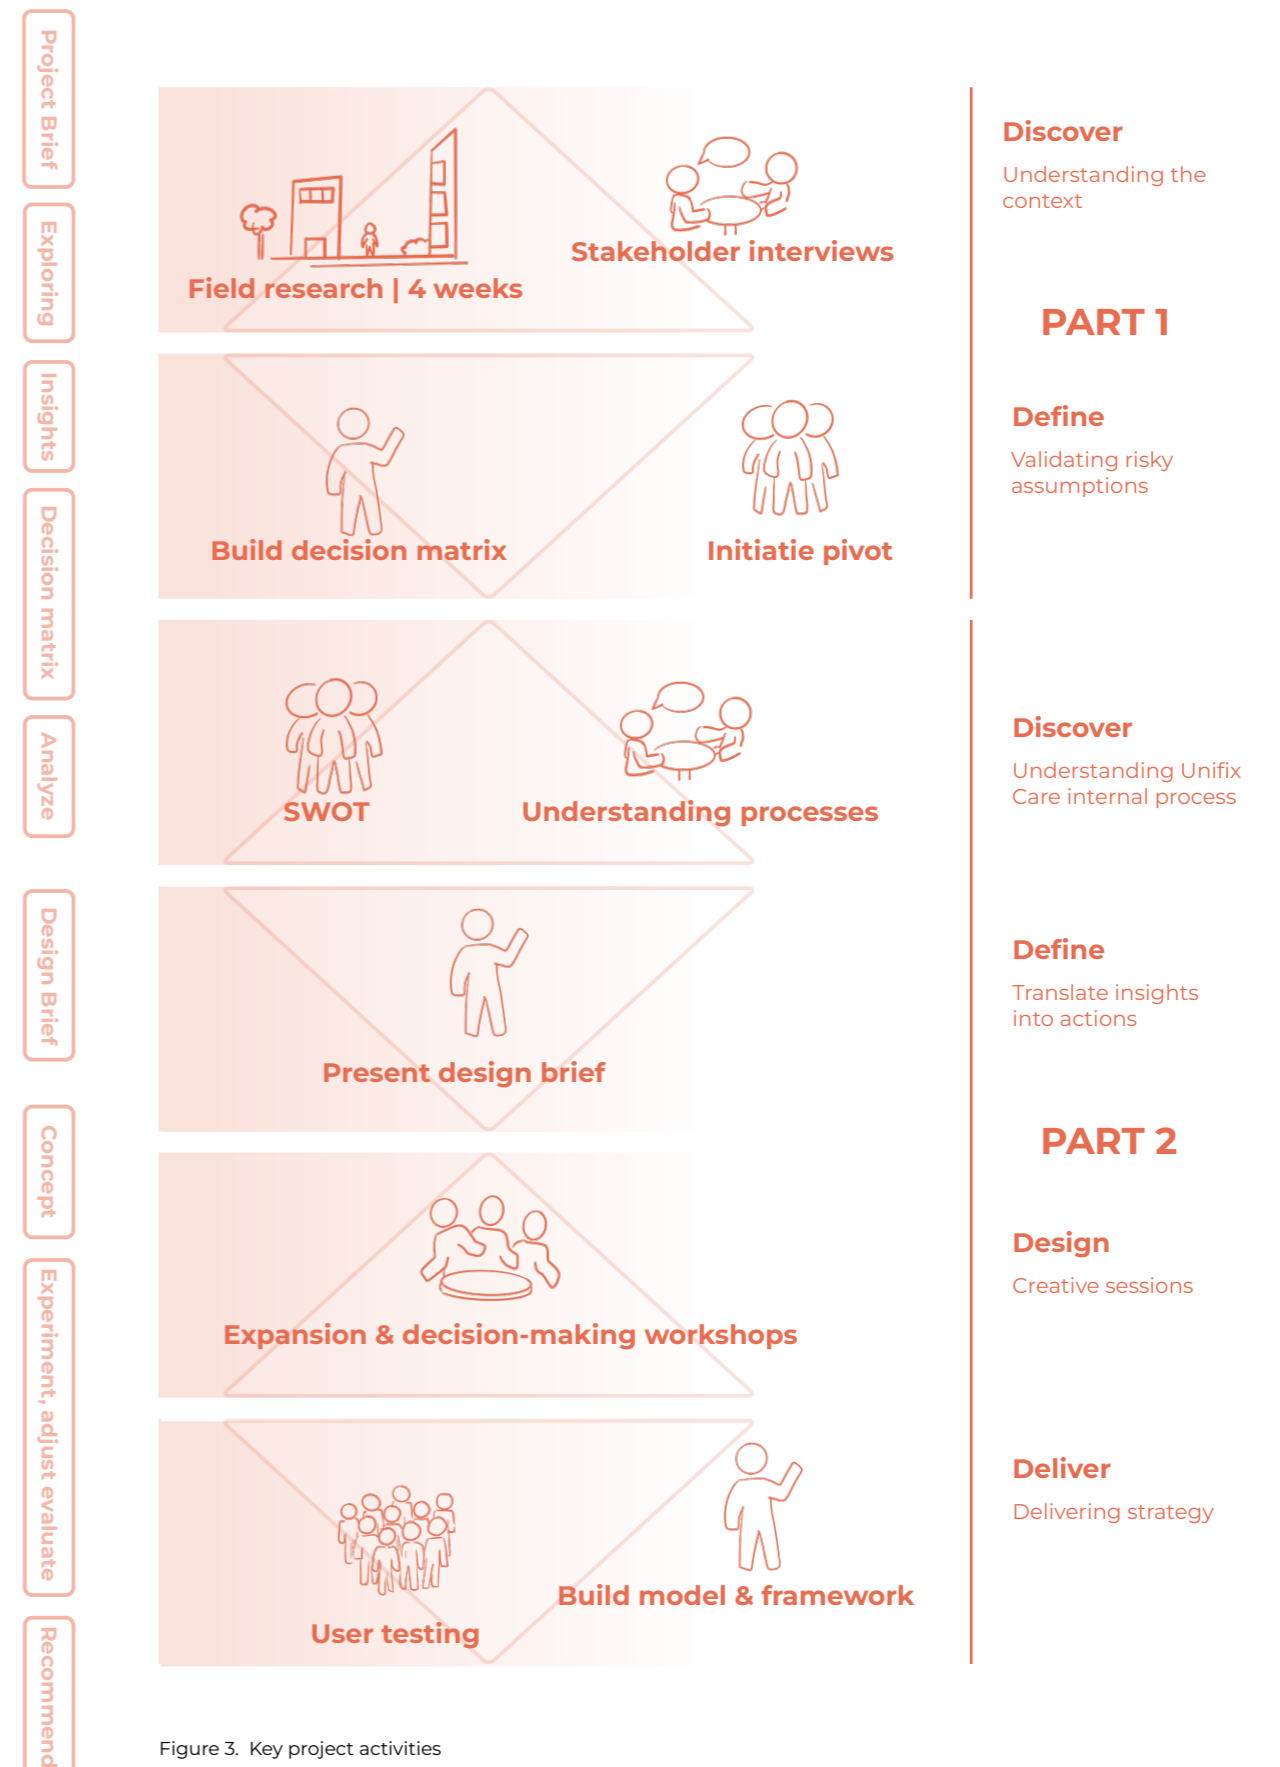 Project Brief
Exploring
Insights
Decision matrix
Analyze
Design Brief
Concept
Experiment, adjust evaluate
Recommend
Field research | 4 weeks
Stakeholder interviews
Discover
Understanding the
context
PART 1
Build decision matrix
Initiatie pivot
Define
Validating risky
assumptions
SWOT
Understanding processes
Discover
Understanding Unifix
Care internal process
Present design brief
Define
Translate insights
into actions
PART 2
Expansion & decision-making workshops
Design
Creative sessions
User testing
Build model & framework
Deliver
Delivering strategy
Figure 3. Key project activities